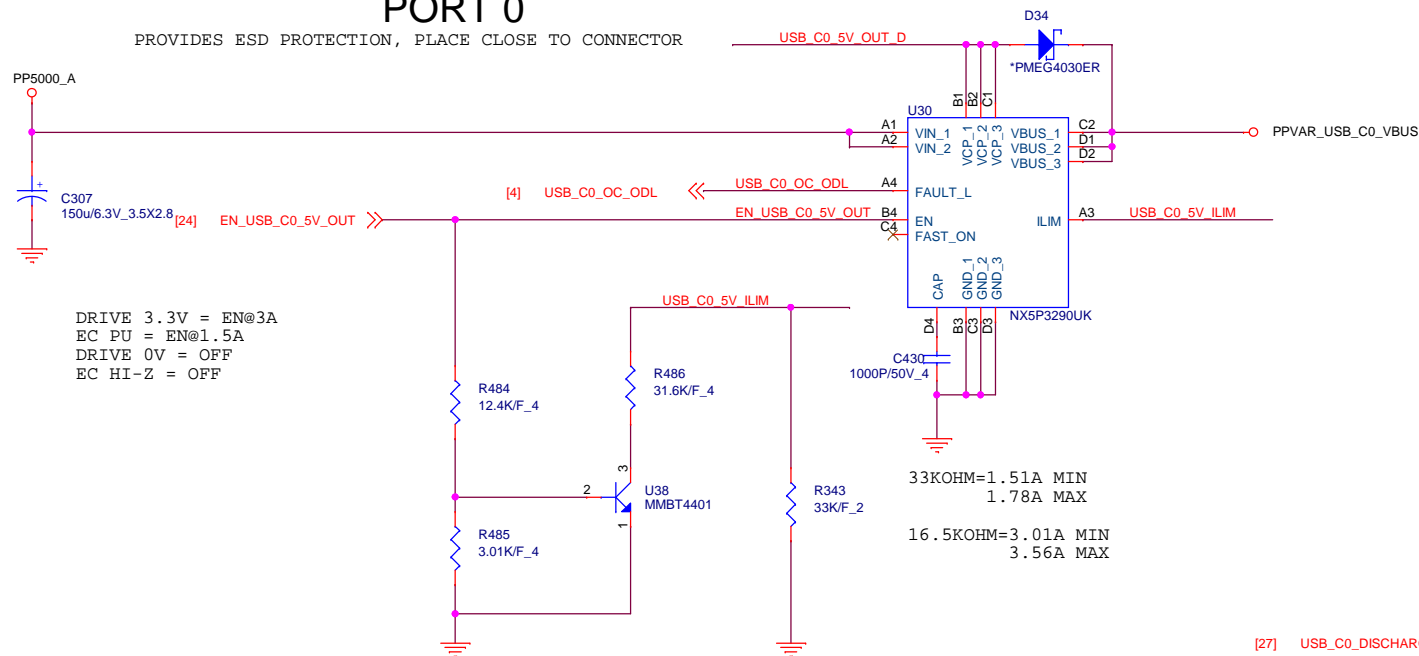 PORT 0
PROVIDES ESD PROTECTION, PLACE CLOSE TO CONNECTOR
USB_C0_5V_OUT_D
D34
*PMEG4030ER
PP5000_A
U30
B1
B2
C1
A1
A2
VIN_1
VIN_2
VCP_1
VCP_2
VCP_3
VBUS_1
VBUS_2
VBUS_3
C2
D1
D2
PPVAR_USB_C0_VBUS
C307
150u/6.3V_3.5X2.8
[4] USB_C0_OC_ODL
USB_C0_OC_ODL
A4
FAULT_L
[24] EN_USB_C0_5V_OUT
EN_USB_C0_5V_OUT
B4
EN
C4
FAST_ON
ILIM
A3
USB_C0_5V_ILIM
CAP
GND_1
GND_2
GND_3
D4
B3
C3
D3
NX5P3290UK
C430
1000P/50V_4
DRIVE 3.3V = EN@3A
EC PU = EN@1.5A
DRIVE 0V = OFF
EC HI-Z = OFF
USB_C0_5V_ILIM
R484
12.4K/F_4
R486
31.6K/F_4
3
2
1
U38
MMBT4401
R485
3.01K/F_4
R343
33K/F_2
33KOHM=1.51A MIN
1.78A MAX
16.5KOHM=3.01A MIN
3.56A MAX
[27] USB_C0_DISCHAR